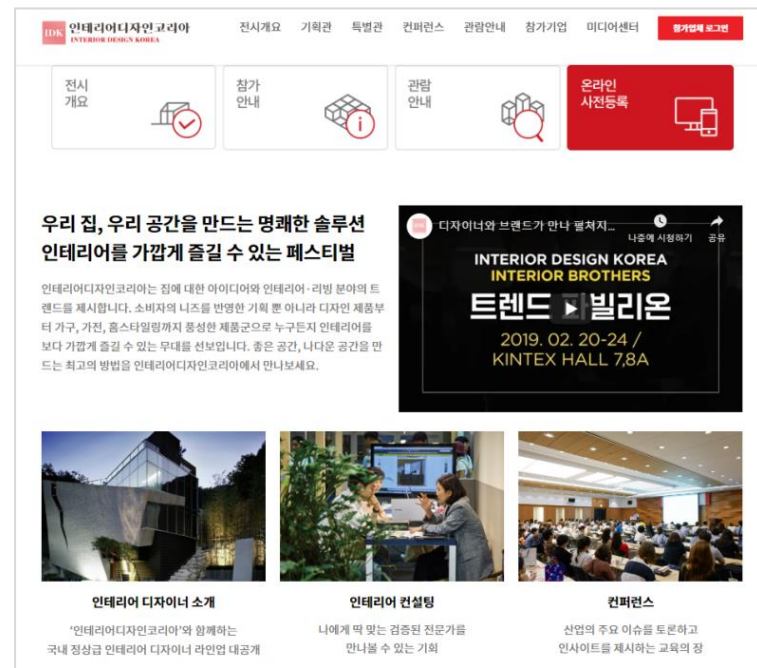 IDK 인테리어디자인코리아
INTERIOR DESIGN KOREA
전시개요 기획관 특별관 컨퍼런스 관람안내 참가기업 미디어센터 참가업체 로그인
전시
개요
참가
안내
관람
안내
온라인
사전등록
우리 집, 우리 공간을 만드는 명쾌한 솔루션
인테리어를 가깝게 즐길 수 있는 페스티벌
인테리어디자인코리아는 집에 대한 아이디어와 인테리어·리빙 분야의 트
렌드를 제시합니다. 소비자의 니즈를 반영한 기획 뿐 아니라 디자인 제품부
터 가구, 가전, 홈스타일링까지 풍성한 제품군으로 누구든지 인테리어를
보다 가깝게 즐길 수 있는 무대를 선보입니다. 좋은 공간, 나다운 공간을 만
드는 최고의 방법을 인테리어디자인코리아에서 만나보세요.
디자이너와 브랜드가 만나 펼쳐지...
나중에 시청하기 공유
INTERIOR DESIGN KOREA
INTERIOR BROTHERS
트렌드 파빌리온
2019. 02. 20-24 /
KINTEX HALL 7,8A
인테리어 디자이너 소개
'인테리어디자인코리아'와 함께하는
국내 정상급 인테리어 디자이너 라인업 대공개
인테리어 컨설팅
나에게 딱 맞는 검증된 전문가를
만나볼 수 있는 기회
컨퍼런스
산업의 주요 이슈를 토론하고
인사이트를 제시하는 교육의 장